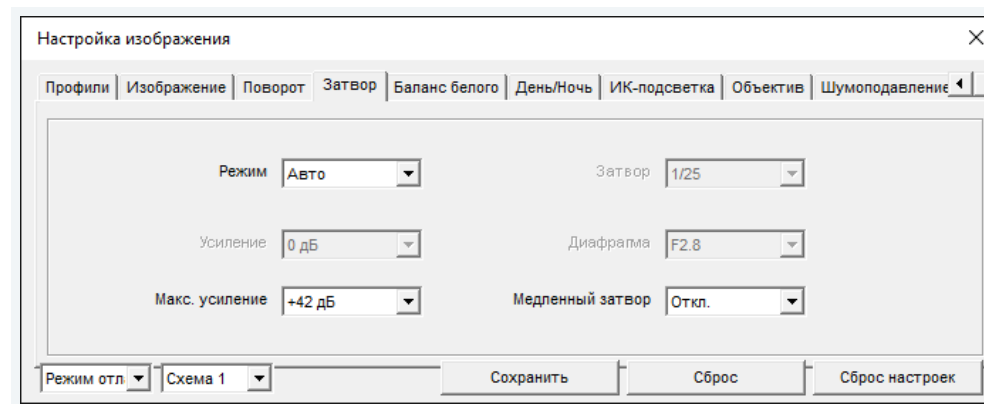 Настройка изображения
Профили Изображение Поворот Затвор Баланс белого День/Ночь ИК-подсветка Объектив Шумоподавление
Режим Авто Затвор 1/25
Усиление 0 дБ Диафрагма F2.8
Макс. усиление +42 дБ Медленный затвор Откл.
Режим отл Схема 1 Сохранить Сброс Сброс настроек